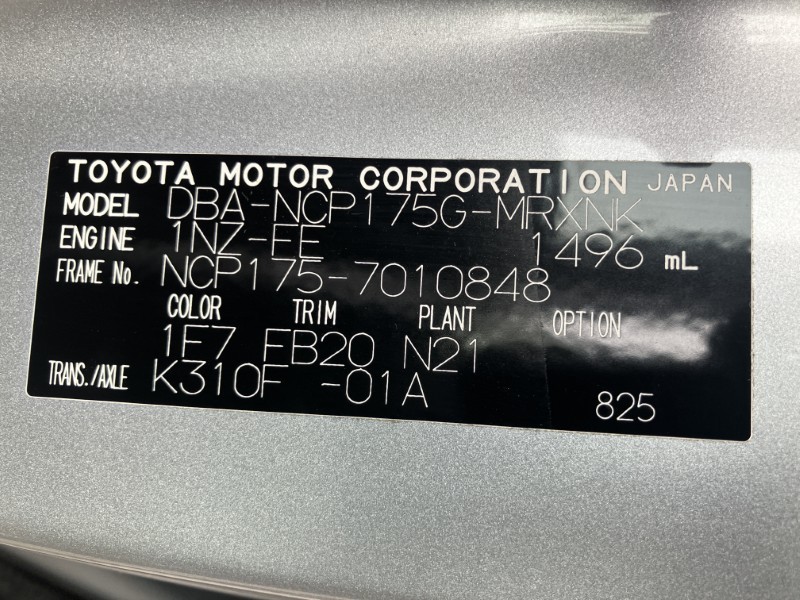 TOYOTA MOTOR CORPORATION JAPAN
MODEL DBA-NCP175G-MRXNK
ENGINE 1NZ-FE 1496 mL
FRAME No. NCP175-7010848
COLOR TRIM PLANT OPTION
1F7 FB20 N21
TRANS./AXLE K310F -01A
825